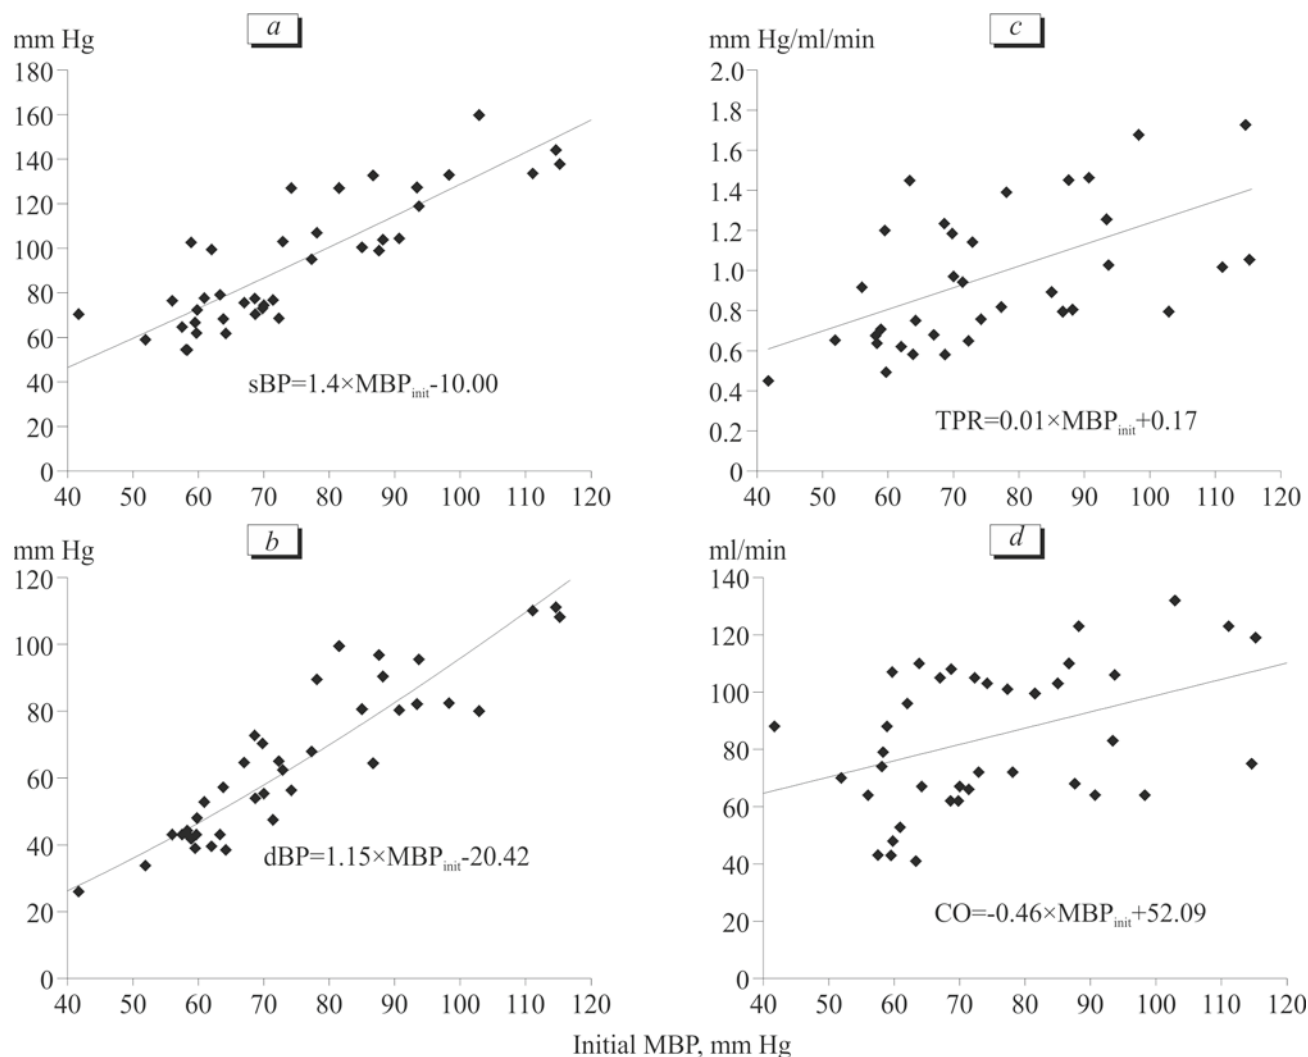 a
mm Hg
180
160
140
120
100
80
60
40
20
0
sBP=1.4×MBPinit-10.00
40 50 60 70 80 90 100 110 120
c
mm Hg/ml/min
2.0
1.8
1.6
1.4
1.2
1.0
0.8
0.6
0.4
0.2
0
TPR=0.01×MBPinit+0.17
40 50 60 70 80 90 100 110 120
b
mm Hg
120
100
80
60
40
20
0
dBP=1.15×MBPinit-20.42
40 50 60 70 80 90 100 110 120
d
ml/min
140
120
100
80
60
40
20
0
CO=-0.46×MBPinit+52.09
40 50 60 70 80 90 100 110 120
Initial MBP, mm Hg